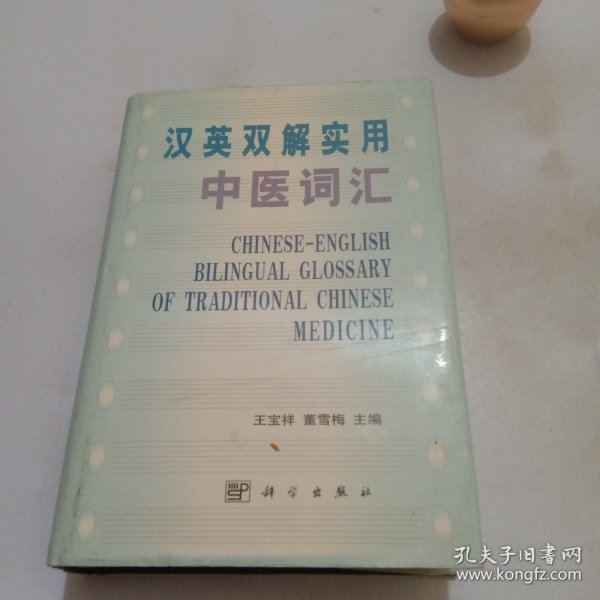 汉英双解实用
中医词汇
CHINESE-ENGLISH
BILINGUAL GLOSSARY
OF TRADITIONAL CHINESE
MEDICINE
王宝祥 董雪梅 主编
科学出版社
孔夫子旧书网
www.kongfz.com